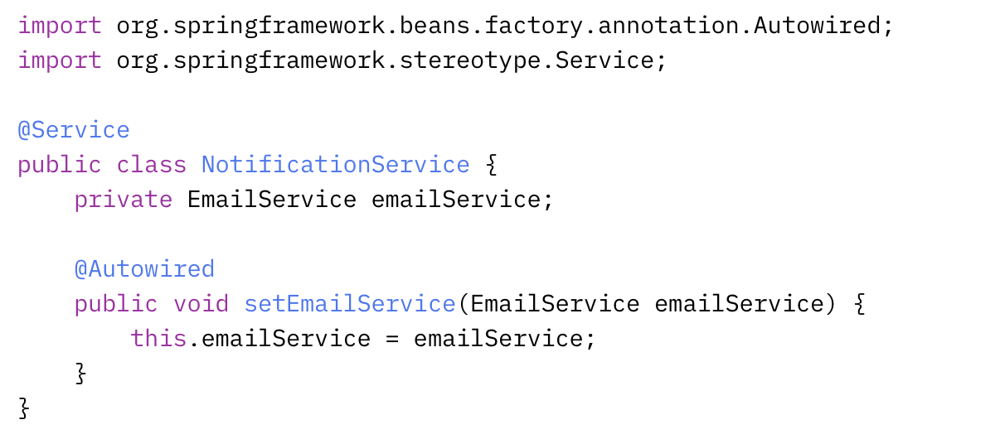 import org.springframework.beans.factory.annotation.Autowired;
import org.springframework.stereotype.Service;

@Service
public class NotificationService {
    private EmailService emailService;

    @Autowired
    public void setEmailService(EmailService emailService) {
        this.emailService = emailService;
    }
}